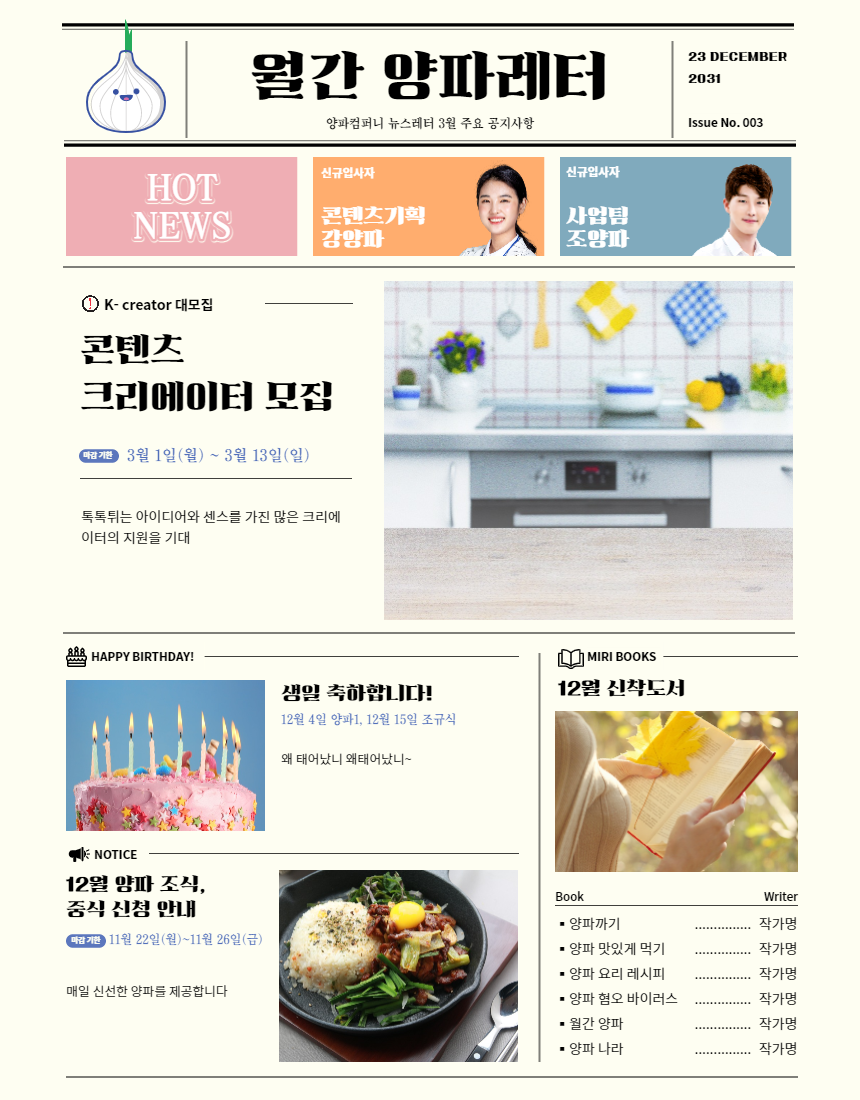 월간 양파레터
양파컴퍼니 뉴스레터 3월 주요 공지사항
23 DECEMBER
2031
Issue No. 003
HOT
NEWS
신규입사자
콘텐츠기획
강양파
신규입사자
사업팀
조양파
K- creator 대모집
콘텐츠
크리에이터 모집
마감 기한 3월 1일(월) ~ 3월 13일(일)
톡톡튀는 아이디어와 센스를 가진 많은 크리에
이터의 지원을 기대
HAPPY BIRTHDAY!
생일 축하합니다!
12월 4일 양파1, 12월 15일 조규식
왜 태어났니 왜태어났니~
NOTICE
12월 양파 조식,
중식 신청 안내
마감 기한 11월 22일(월)~11월 26일(금)
매일 신선한 양파를 제공합니다
MIRI BOOKS
12월 신착도서
Book Writer
▪ 양파까기 ............... 작가명
▪ 양파 맛있게 먹기 ............... 작가명
▪ 양파 요리 레시피 ............... 작가명
▪ 양파 혐오 바이러스 ............... 작가명
▪ 월간 양파 ............... 작가명
▪ 양파 나라 ............... 작가명